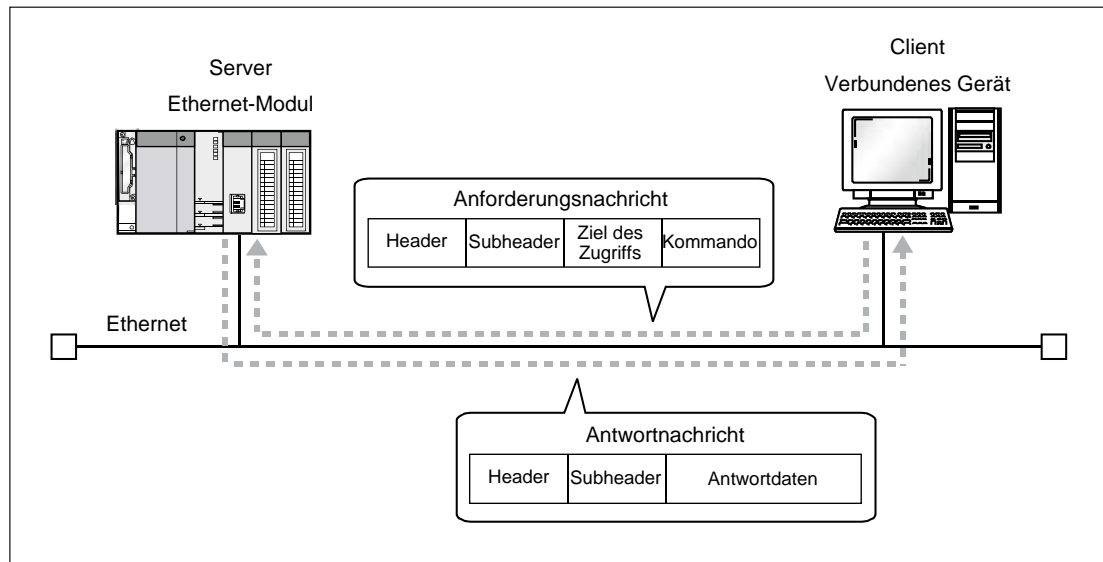 Server
Ethernet-Modul
Client
Verbundenes Gerät
Anforderungsnachricht
Header Subheader Ziel des Zugriffs Kommando
Ethernet
Antwortnachricht
Header Subheader Antwortdaten